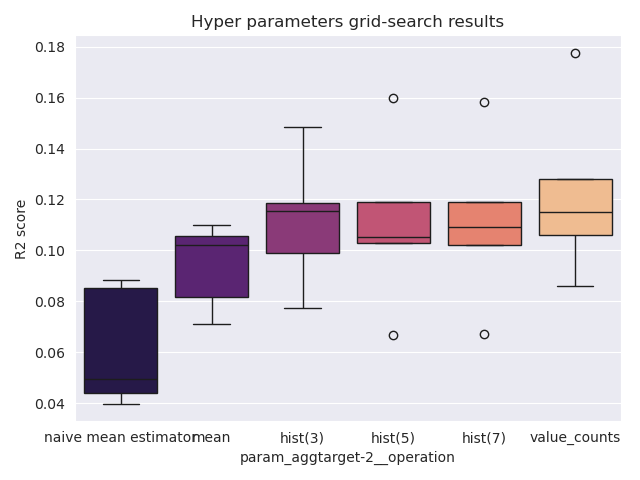 Hyper parameters grid-search results
R2 score
0.18
0.16
0.14
0.12
0.10
0.08
0.06
0.04
naive mean estimator mean hist(3) hist(5) hist(7) value_counts
param_aggtarget-2__operation